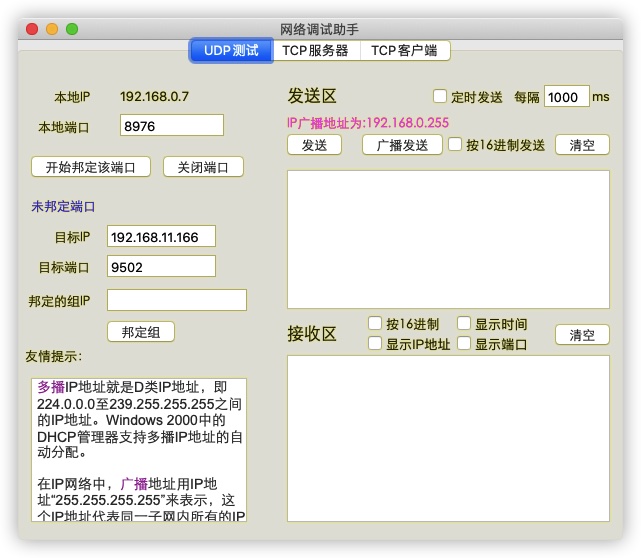 网络调试助手
UDP测试
TCP服务器
TCP客户端
本地IP
192.168.0.7
本地端口
8976
开始邦定该端口
关闭端口
未邦定端口
目标IP
192.168.11.166
目标端口
9502
邦定的组IP
邦定组
友情提示：
多播IP地址就是D类IP地址，即
224.0.0.0至239.255.255.255之间
的IP地址。Windows 2000中的
DHCP管理器支持多播IP地址的自
动分配。
在IP网络中，广播地址用IP地
址“255.255.255.255”来表示，这
个IP地址代表同一子网内所有的IP
发送区
定时发送
每隔
1000
ms
IP广播地址为:192.168.0.255
发送
广播发送
按16进制发送
清空
接收区
按16进制
显示时间
显示IP地址
显示端口
清空